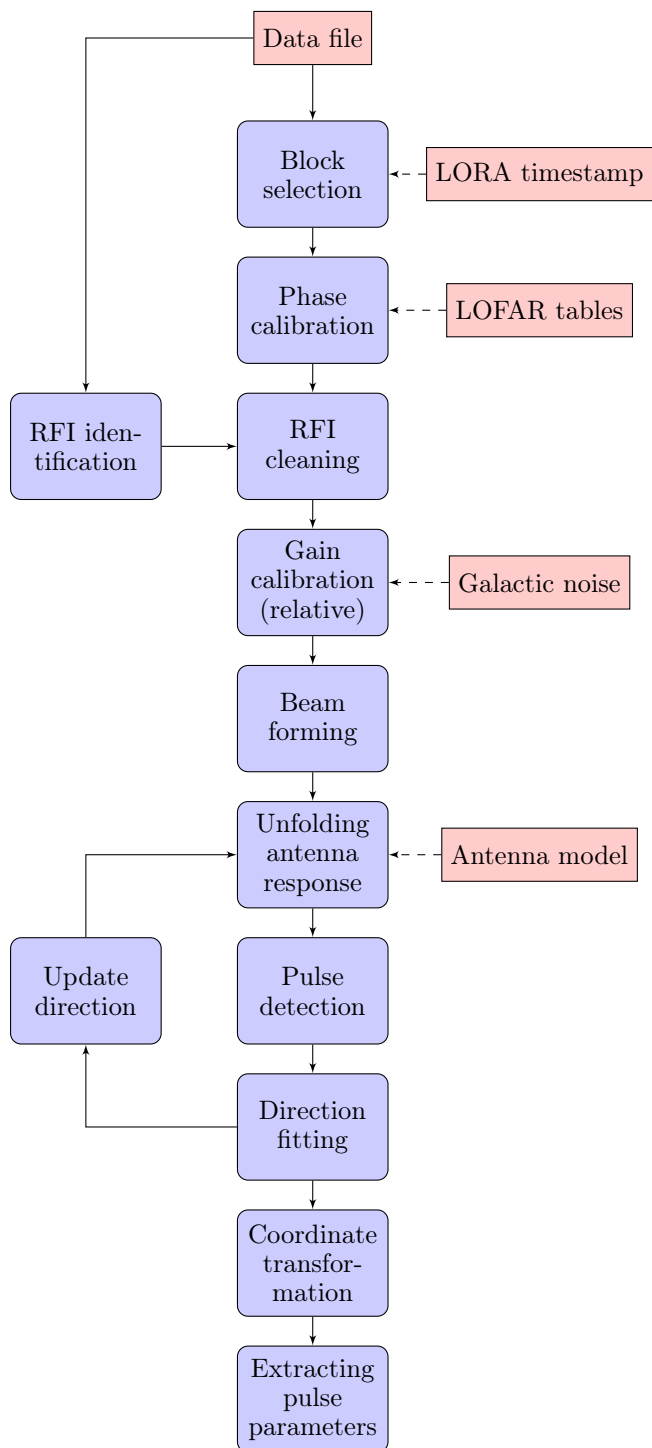 Data file
Block
selection
LORA timestamp
Phase
calibration
LOFAR tables
RFI iden-
tification
RFI
cleaning
Gain
calibration
(relative)
Galactic noise
Beam
forming
Unfolding
antenna
response
Antenna model
Update
direction
Pulse
detection
Direction
fitting
Coordinate
transfor-
mation
Extracting
pulse
parameters